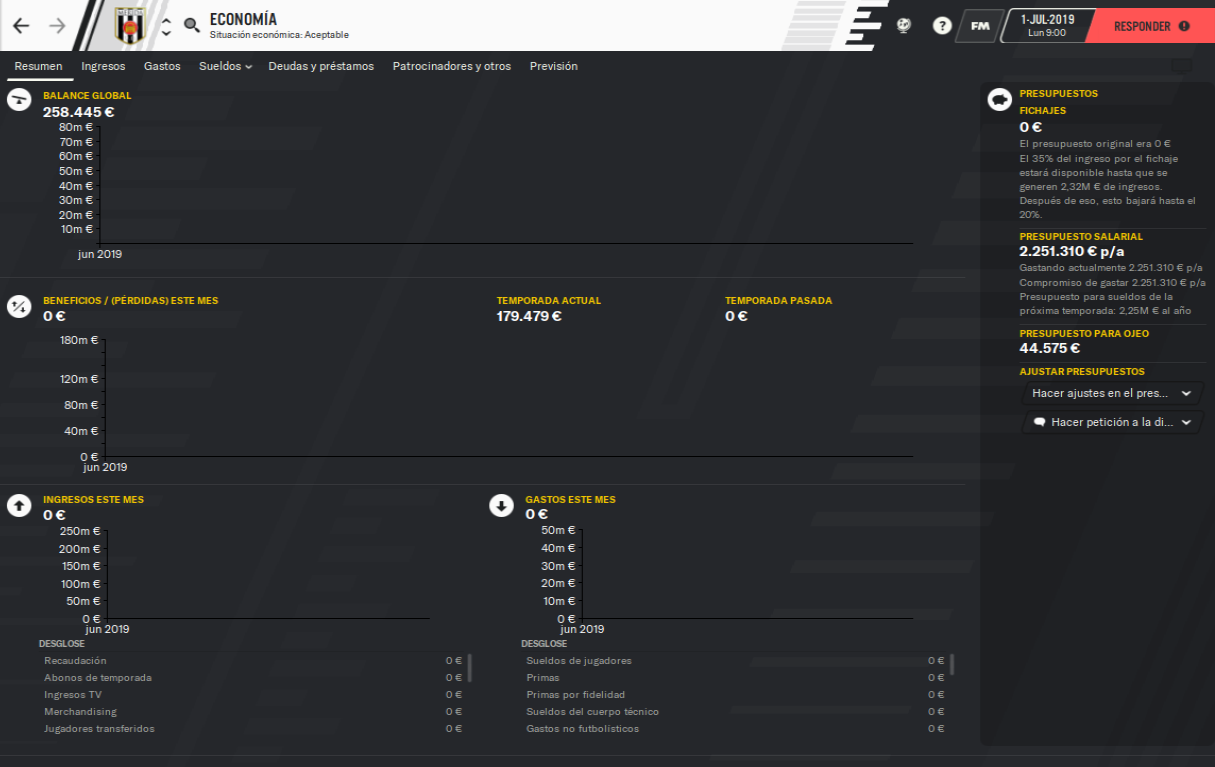 ECONOMÍA
Situación económica: Aceptable
?
FM
1-JUL-2019
Lun 9:00
RESPONDER
Resumen
Ingresos
Gastos
Sueldos
Deudas y préstamos
Patrocinadores y otros
Previsión
BALANCE GLOBAL
258.445 €
80m €
70m €
60m €
50m €
40m €
30m €
20m €
10m €
jun 2019
BENEFICIOS / (PÉRDIDAS) ESTE MES
0 €
TEMPORADA ACTUAL
179.479 €
TEMPORADA PASADA
0 €
180m €
120m €
80m €
40m €
0 €
jun 2019
INGRESOS ESTE MES
0 €
250m €
200m €
150m €
100m €
50m €
0 €
jun 2019
DESGLOSE
Recaudación 0 €
Abonos de temporada 0 €
Ingresos TV 0 €
Merchandising 0 €
Jugadores transferidos 0 €
GASTOS ESTE MES
0 €
50m €
40m €
30m €
20m €
10m €
0 €
jun 2019
DESGLOSE
Sueldos de jugadores 0 €
Primas 0 €
Primas por fidelidad 0 €
Sueldos del cuerpo técnico 0 €
Gastos no futbolísticos 0 €
PRESUPUESTOS
FICHAJES
0 €
El presupuesto original era 0 €
El 35% del ingreso por el fichaje
estará disponible hasta que se
generen 2,32M € de ingresos.
Después de eso, esto bajará hasta el
20%.
PRESUPUESTO SALARIAL
2.251.310 € p/a
Gastando actualmente 2.251.310 € p/a
Compromiso de gastar 2.251.310 € p/a
Presupuesto para sueldos de la
próxima temporada: 2,25M € al año
PRESUPUESTO PARA OJEO
44.575 €
AJUSTAR PRESUPUESTOS
Hacer ajustes en el pres...
Hacer petición a la di...